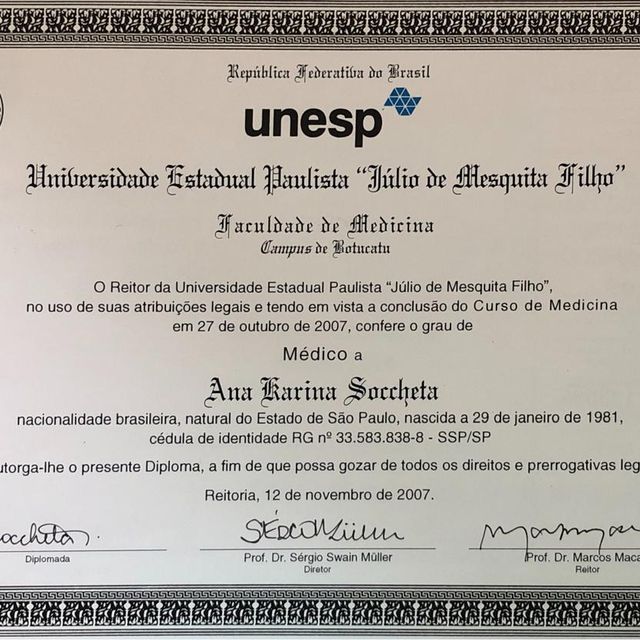 República Federativa do Brasil
unesp
Universidade Estadual Paulista “Júlio de Mesquita Filho”
Faculdade de Medicina
Campus de Botucatu
O Reitor da Universidade Estadual Paulista “Júlio de Mesquita Filho”,
no uso de suas atribuições legais e tendo em vista a conclusão do Curso de Medicina
em 27 de outubro de 2007, confere o grau de
Médico a
Ana Karina Soccheta
nacionalidade brasileira, natural do Estado de São Paulo, nascida a 29 de janeiro de 1981,
cédula de identidade RG nº 33.583.838-8 - SSP/SP
utorga-lhe o presente Diploma, a fim de que possa gozar de todos os direitos e prerrogativas leg
Reitoria, 12 de novembro de 2007.
Diplomada
Prof. Dr. Sérgio Swain Müller
Diretor
Prof. Dr. Marcos Maca
Reitor